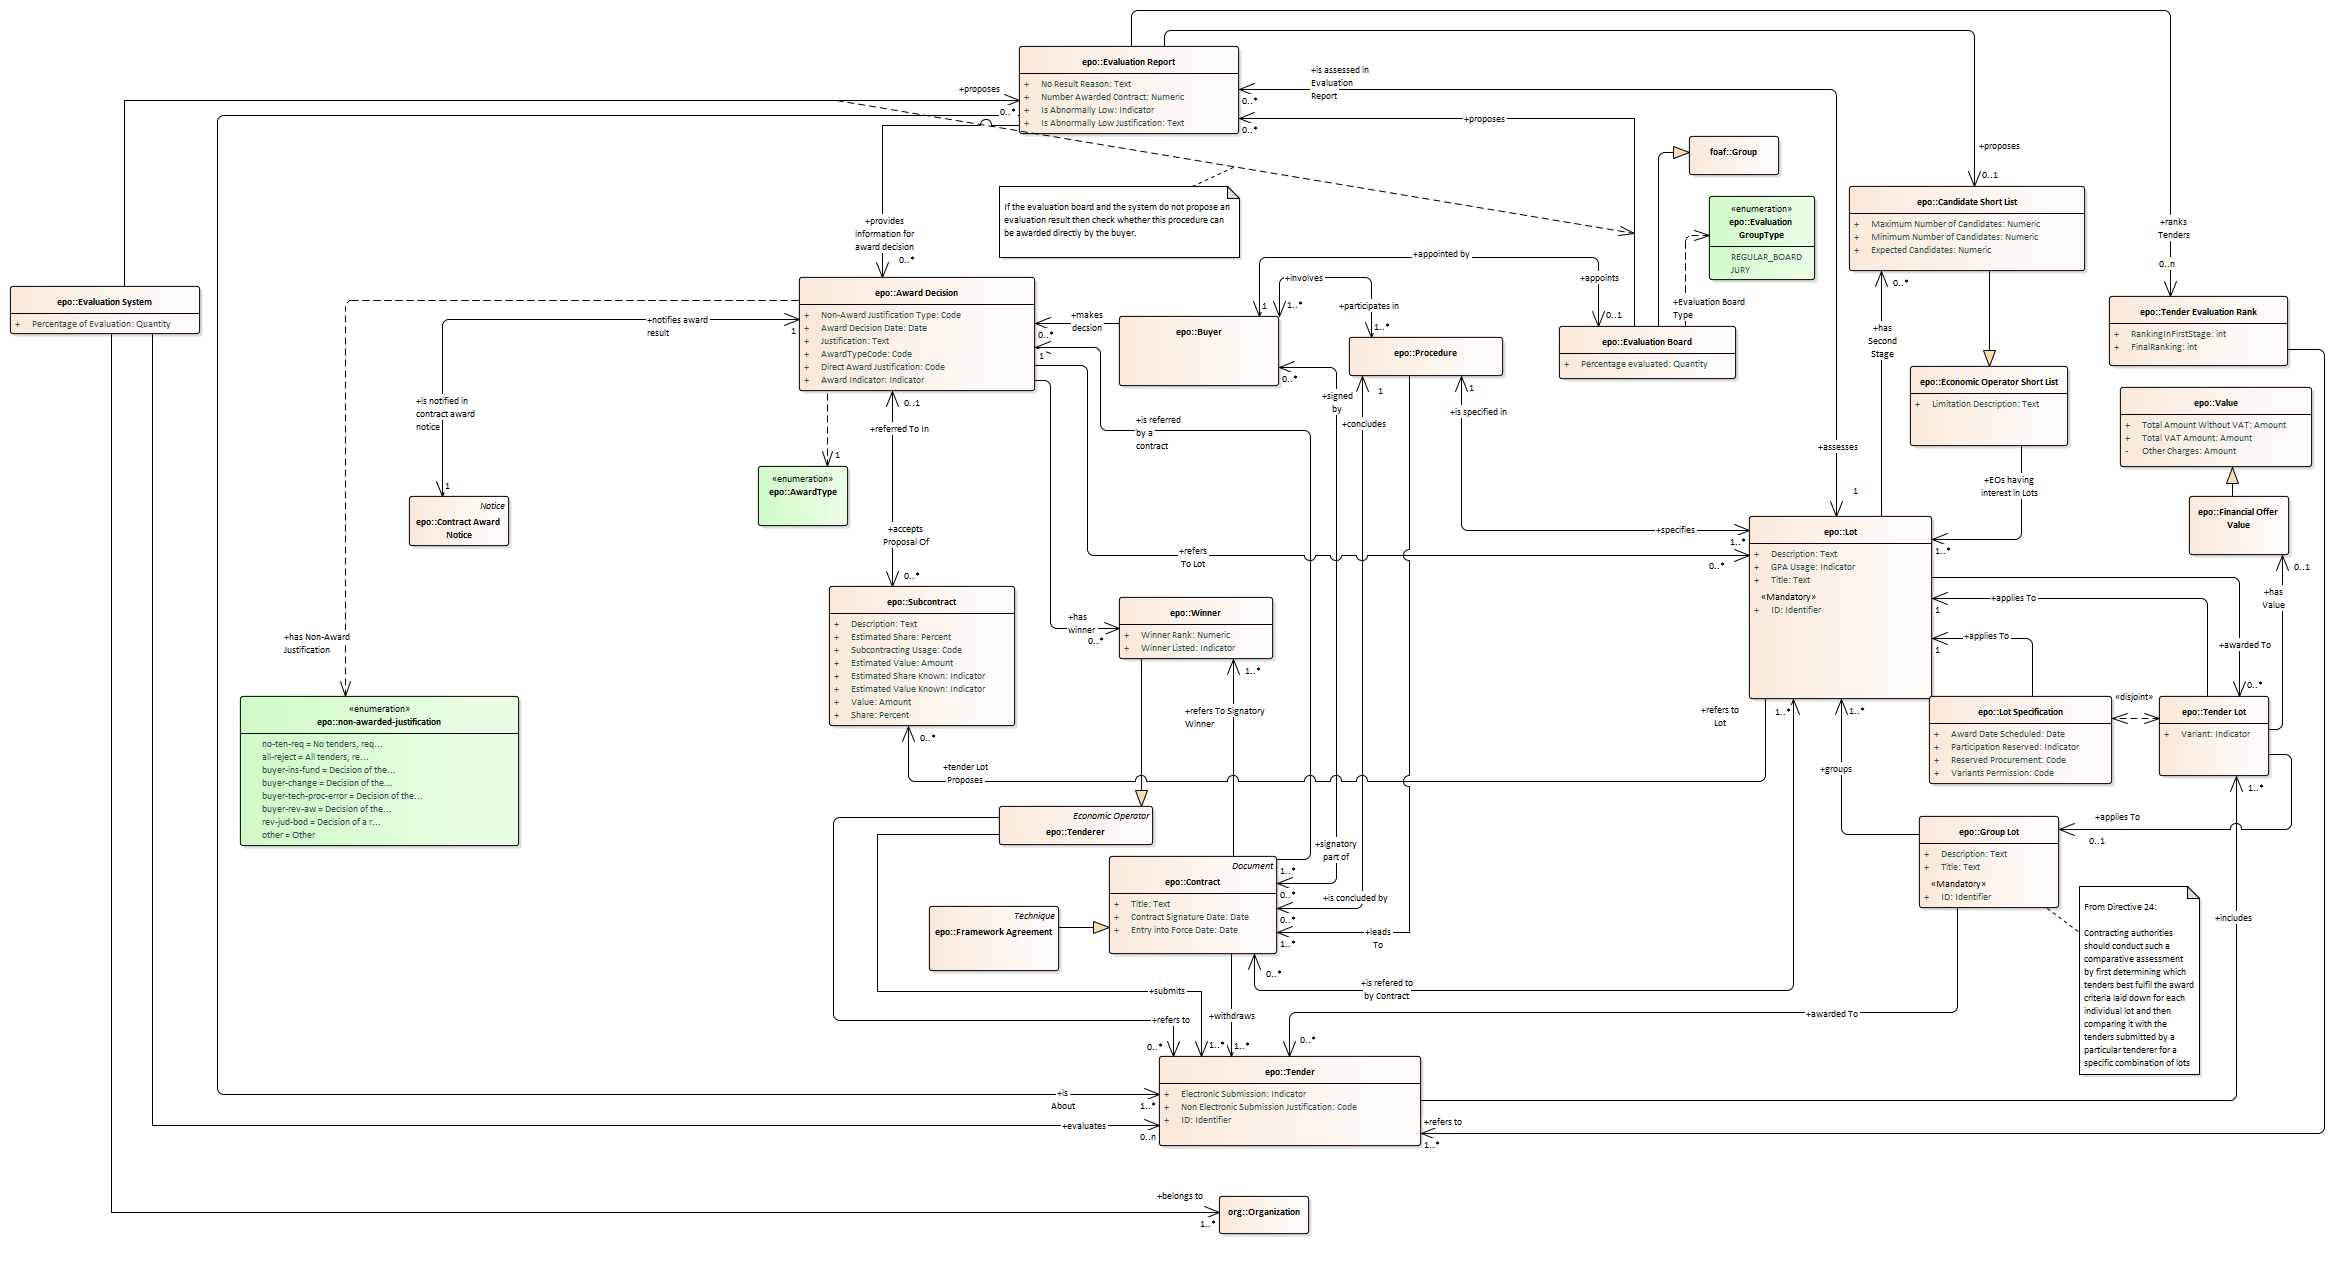 epo::Evaluation Report
+ No Result Reason: Text
+ Number Awarded Contract: Numeric
+ Is Abnormally Low: Indicator
+ Is Abnormally Low Justification: Text
+proposes
0..*
+is assessed in
Evaluation
Report
0..*
+proposes
0..*
foaf::Group
+proposes
0..1
«enumeration»
epo::Evaluation
GroupType
REGULAR_BOARD
JURY
epo::Candidate Short List
+ Maximum Number of Candidates: Numeric
+ Minimum Number of Candidates: Numeric
+ Expected Candidates: Numeric
+ranks
Tenders
0..n
If the evaluation board and the system do not propose an
evaluation result then check whether this procedure can
be awarded directly by the buyer.
+provides
information for
award decision
0..*
+appointed by
1
+appoints
0..1
+involves
1..*
+participates in
1..*
+Evaluation Board
Type
0..*
+has
Second
Stage
epo::Evaluation System
+ Percentage of Evaluation: Quantity
epo::Award Decision
+ Non-Award Justification Type: Code
+ Award Decision Date: Date
+ Justification: Text
+ AwardTypeCode: Code
+ Direct Award Justification: Code
+ Award Indicator: Indicator
+notifies award
result
1
+makes
decsion
0..*
1
epo::Buyer
epo::Procedure
epo::Evaluation Board
+ Percentage evaluated: Quantity
epo::Tender Evaluation Rank
+ RankingInFirstStage: int
+ FinalRanking: int
epo::Economic Operator Short List
+ Limitation Description: Text
epo::Value
+ Total Amount Without VAT: Amount
+ Total VAT Amount: Amount
- Other Charges: Amount
+is notified in
contract award
notice
1
0..1
+referred To In
+is referred
by a
contract
0..*
+signed
by
1
+concludes
1
+is specified in
+assesses
1
+EOs having
interest in Lots
1..*
1
«enumeration»
epo::AwardType
Notice
epo::Contract Award
Notice
epo::Financial Offer
Value
0..1
+has
Value
+accepts
Proposal Of
0..*
+refers
To Lot
0..*
+specifies
1..*
epo::Lot
+ Description: Text
+ GPA Usage: Indicator
+ Title: Text
«Mandatory»
+ ID: Identifier
+applies To
1
+applies To
1
+awarded To
0..*
epo::Subcontract
+ Description: Text
+ Estimated Share: Percent
+ Subcontracting Usage: Code
+ Estimated Value: Amount
+ Estimated Share Known: Indicator
+ Estimated Value Known: Indicator
+ Value: Amount
+ Share: Percent
+has
winner
0..*
epo::Winner
+ Winner Rank: Numeric
+ Winner Listed: Indicator
1..*
+refers To Signatory
Winner
+has Non-Award
Justification
«enumeration»
epo::non-awarded-justification
no-ten-req = No tenders, req...
all-reject = All tenders, re...
buyer-ins-fund = Decision of the...
buyer-change = Decision of the...
buyer-tech-proc-error = Decision of the...
buyer-rev-aw = Decision of the...
rev-jud-bod = Decision of a r...
other = Other
0..*
+tender Lot
Proposes
+refers to
Lot
1..*
1..*
+groups
epo::Lot Specification
+ Award Date Scheduled: Date
+ Participation Reserved: Indicator
+ Reserved Procurement: Code
+ Variants Permission: Code
«disjoint»
epo::Tender Lot
+ Variant: Indicator
1..*
+applies To
0..1
Economic Operator
epo::Tenderer
Document
epo::Contract
+ Title: Text
+ Contract Signature Date: Date
+ Entry into Force Date: Date
+signatory
part of
1..*
0..*
+is concluded by
0..*
+leads
To
1..*
Technique
epo::Framework Agreement
epo::Group Lot
+ Description: Text
+ Title: Text
«Mandatory»
+ ID: Identifier
From Directive 24:
Contracting authorities
should conduct such a
comparative assessment
by first determining which
tenders best fulfil the award
criteria laid down for each
individual lot and then
comparing it with the
tenders submitted by a
particular tenderer for a
specific combination of lots
+includes
0..*
+is refered to
by Contract
+submits
1..*
+refers to
0..*
+withdraws
1..*
+awarded To
0..*
epo::Tender
+ Electronic Submission: Indicator
+ Non Electronic Submission Justification: Code
+ ID: Identifier
+is
About
1..*
+evaluates
0..n
+refers to
1..*
+belongs to
1..*
org::Organization